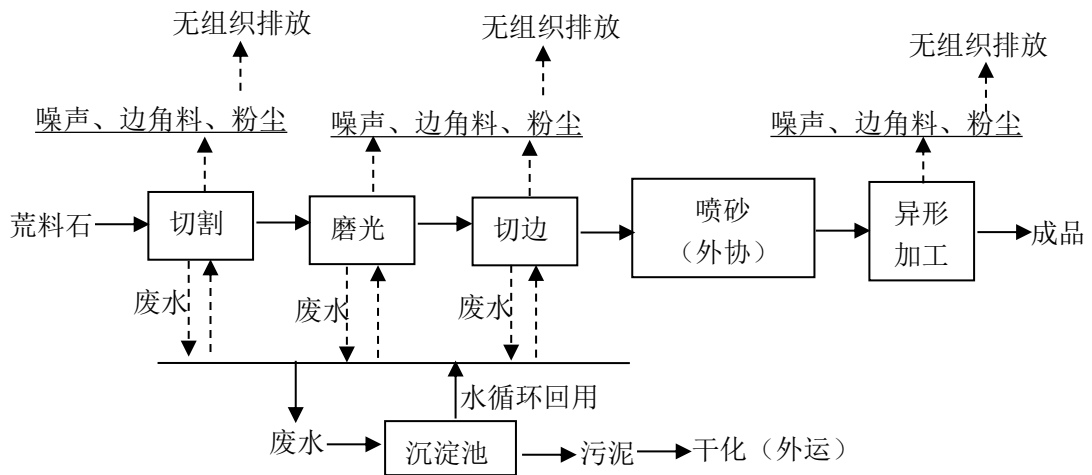 无组织排放
无组织排放
无组织排放
噪声、边角料、粉尘
噪声、边角料、粉尘
噪声、边角料、粉尘
荒料石
切割
磨光
切边
喷砂
（外协）
异形
加工
成品
废水
废水
废水
水循环回用
废水
沉淀池
污泥
干化（外运）